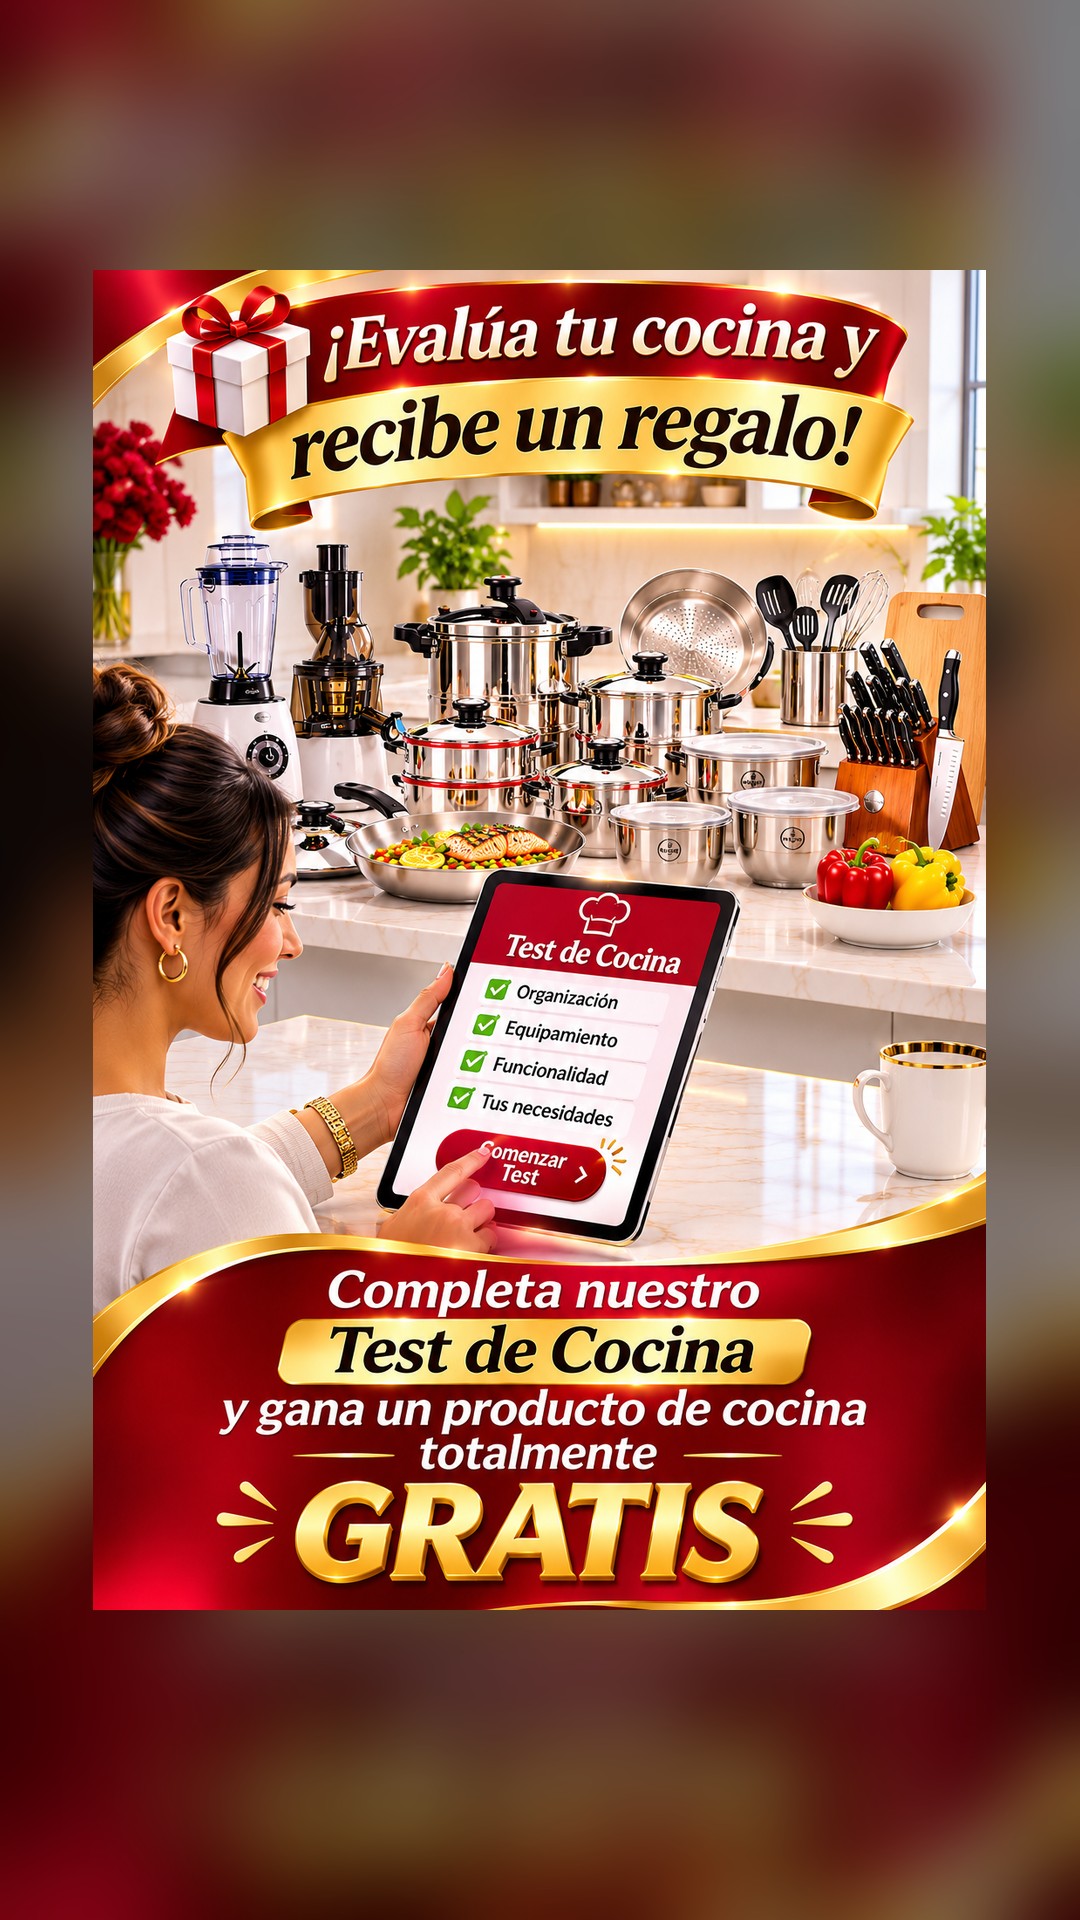 ¡Evalúa tu cocina y
recibe un regalo!
Test de Cocina
Organización
Equipamiento
Funcionalidad
Tus necesidades
Comenzar
Test
Completa nuestro
Test de Cocina
y gana un producto de cocina
totalmente
GRATIS